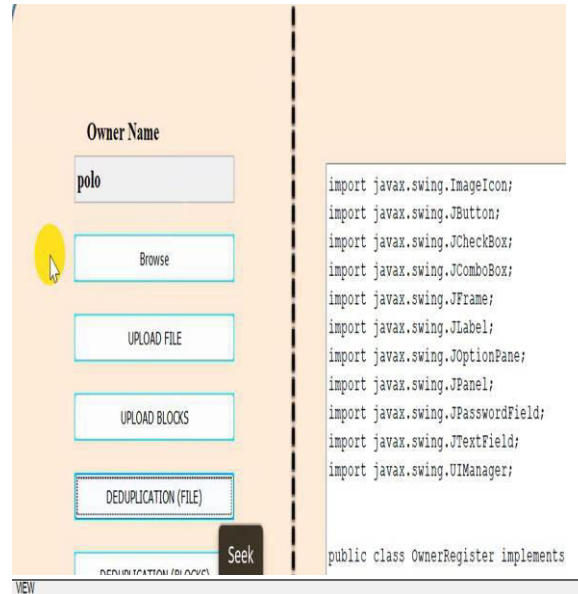 Owner Name
polo
Browse
UPLOAD FILE
UPLOAD BLOCKS
DEDUPLICATION (FILE)
DEDUPLICATION (BLOCKS)
Seek
import javax.swing.ImageIcon;
import javax.swing.JButton;
import javax.swing.JCheckBox;
import javax.swing.JComboBox;
import javax.swing.JFrame;
import javax.swing.JLabel;
import javax.swing.JOptionPane;
import javax.swing.JPanel;
import javax.swing.JPasswordField;
import javax.swing.JTextField;
import javax.swing.UIManager;
public class OwnerRegister implements
VIEW